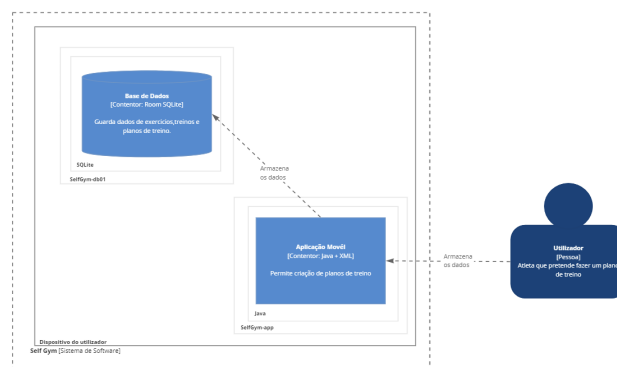 Base de Dados
[Contentor: Room SQLite]
Guarda dados de exercicios,treinos e
planos de treino.
SQLite
SelfGym-db01
Armazena
os dados
Aplicação Movél
[Contentor: Java + XML]
Permite criação de planos de treino
Java
SelfGym-app
Armazena
os dados
Utilizador
[Pessoa]
Atleta que pretende fazer um plano
de treino
Dispositivo do utilizador
Self Gym [Sistema de Software]